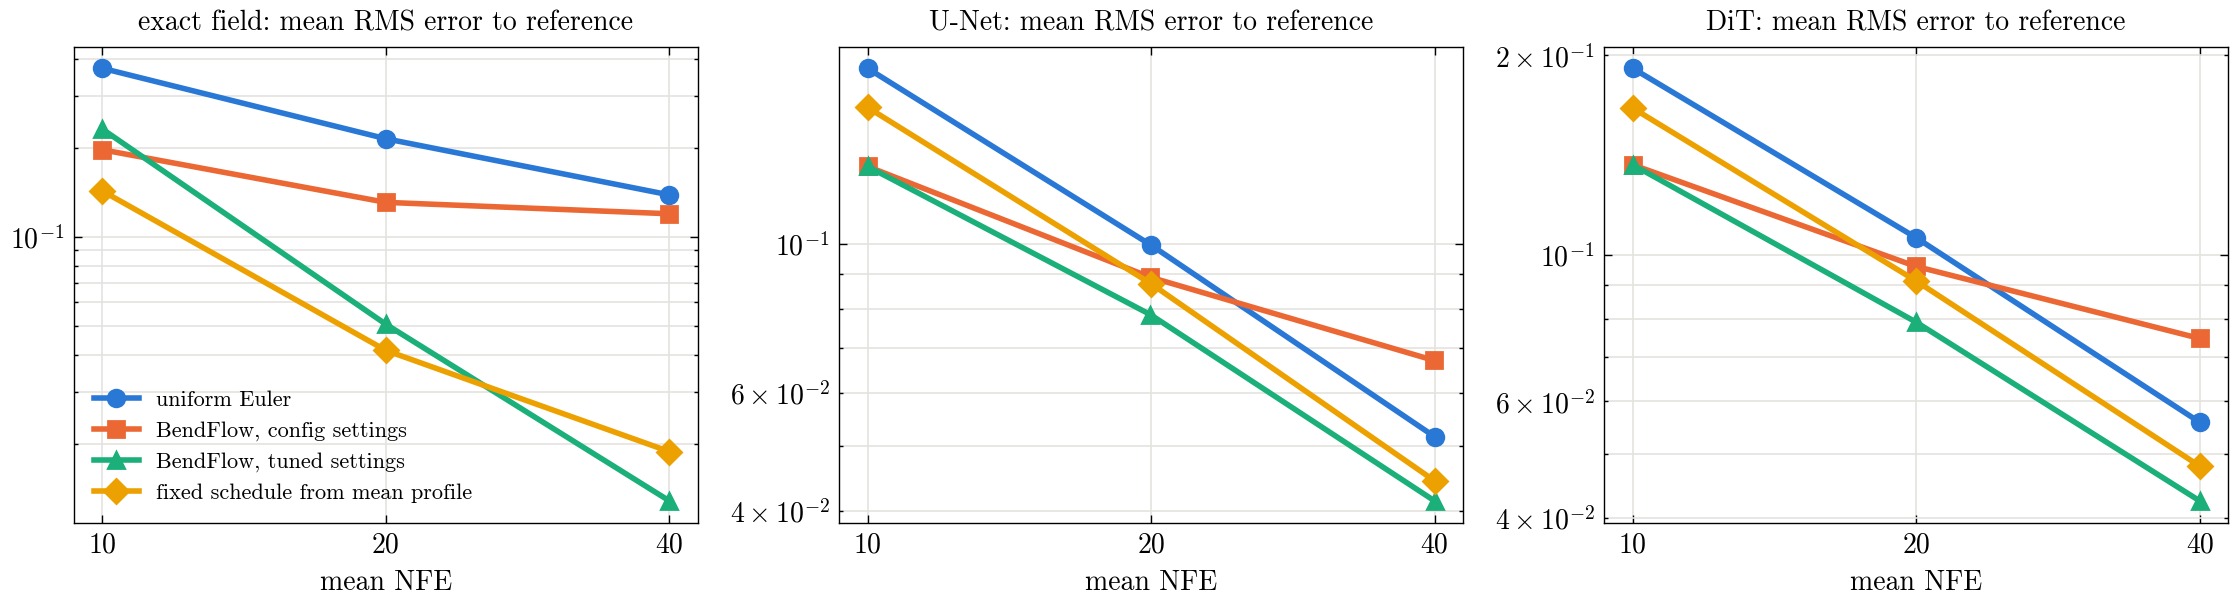 exact field: mean RMS error to reference
10⁻¹
uniform Euler
BendFlow, config settings
BendFlow, tuned settings
fixed schedule from mean profile
10 20 40
mean NFE
U-Net: mean RMS error to reference
10⁻¹
6 × 10⁻²
4 × 10⁻²
10 20 40
mean NFE
DiT: mean RMS error to reference
2 × 10⁻¹
10⁻¹
6 × 10⁻²
4 × 10⁻²
10 20 40
mean NFE